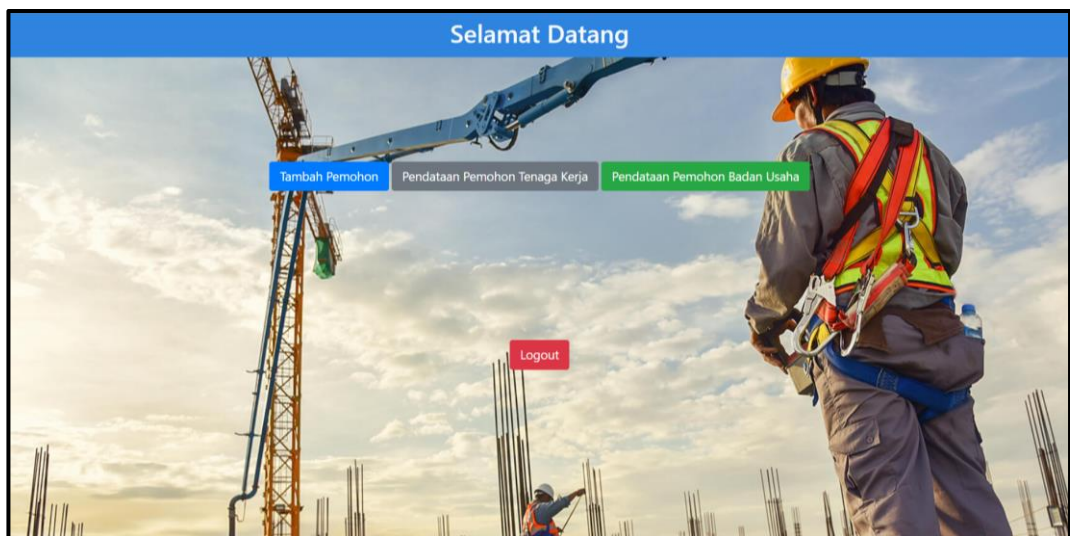 Selamat Datang
Tambah Pemohon Pendataan Pemohon Tenaga Kerja Pendataan Pemohon Badan Usaha
Logout